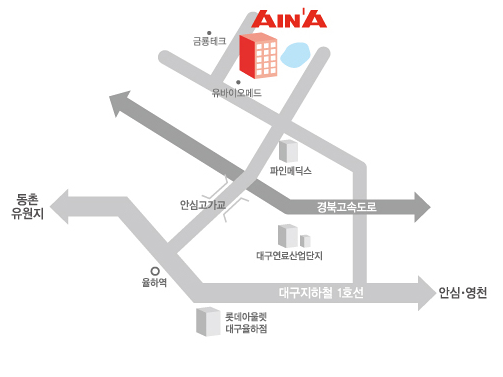 AIN'A
금룡테크
유바이오메드
파인메딕스
안심고가교
동촌
유원지
경북고속도로
대구연료산업단지
율하역
대구지하철 1호선
안심·영천
롯데아울렛
대구율하점